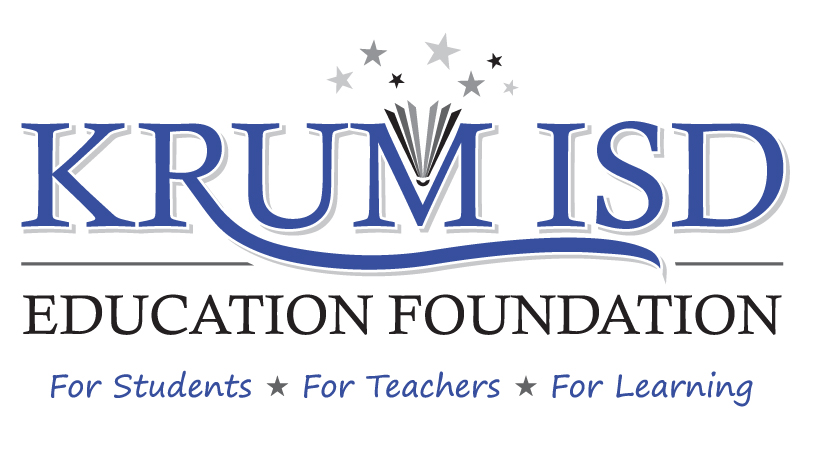 KRUM ISD
EDUCATION FOUNDATION
For Students ★ For Teachers ★ For Learning